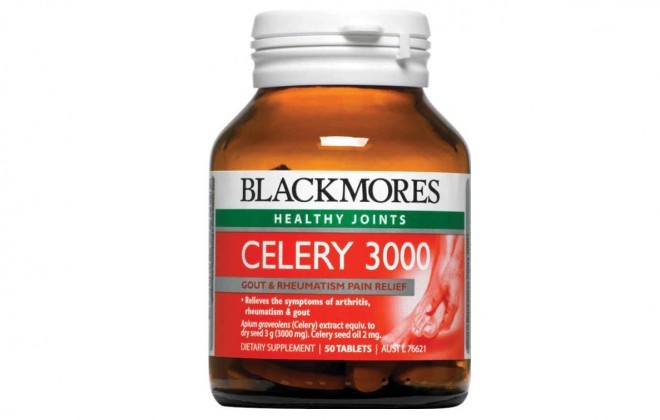 BLACKMORES
HEALTHY JOINTS
CELERY 3000
GOUT & RHEUMATISM PAIN RELIEF
• Relieves the symptoms of arthritis,
rheumatism & gout
Apium graveolens (Celery) extract equiv. to
dry seed 3 g (3000 mg). Celery seed oil 2 mg.
DIETARY SUPPLEMENT | 50 TABLETS | AUST L 76621